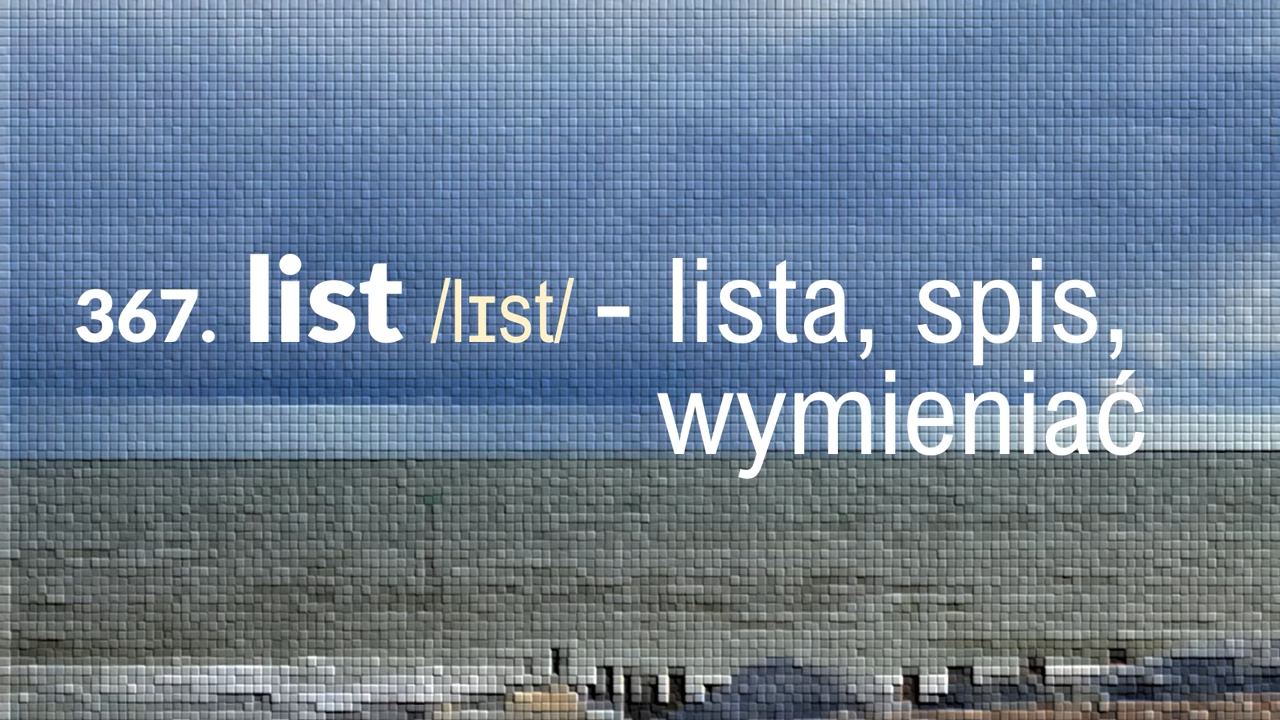 367. list /lɪst/ - lista, spis,
wymieniać